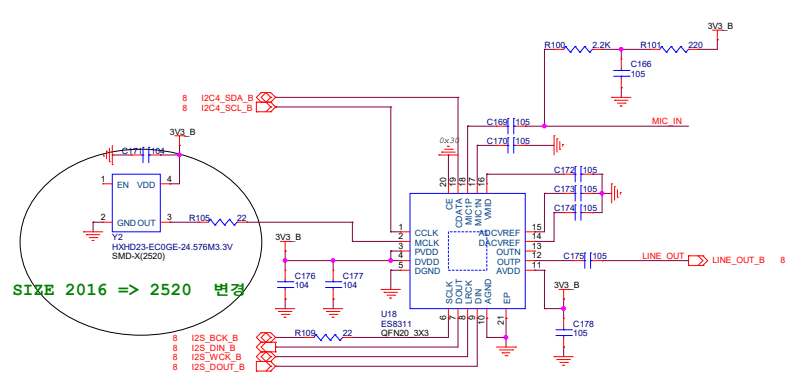 3V3_B
R100 2.2K R101 220
C166
105
8 I2C4_SDA_B
8 I2C4_SCL_B
C169 105
MIC_IN
3V3_B
0x30
C170 105
C171 104
20 19 18 17 16
C172 105
1 EN VDD 4
CE CDATA MIC1P MIC1N VMID
C173 105
2 GND OUT 3
R105 22
C174 105
1 CCLK
ADCVREF 15
Y2
2 MCLK
DACVREF 14
HXHD23-EC0GE-24.576M3.3V
3V3_B
3 PVDD
OUTN 13
SMD-X(2520)
4 DVDD
OUTP 12
C175 105
LINE_OUT
LINE_OUT_B 8
5 DGND
AVDD 11
C176
104
C177
104
SIZE 2016 => 2520 변경
SCLK DOUT LRCK DIN AGND EP
3V3_B
6 7 8 9 10 21
U18
ES8311
QFN20_3X3
C178
105
8 I2S_BCK_B
R109 22
8 I2S_DIN_B
8 I2S_WCK_B
8 I2S_DOUT_B